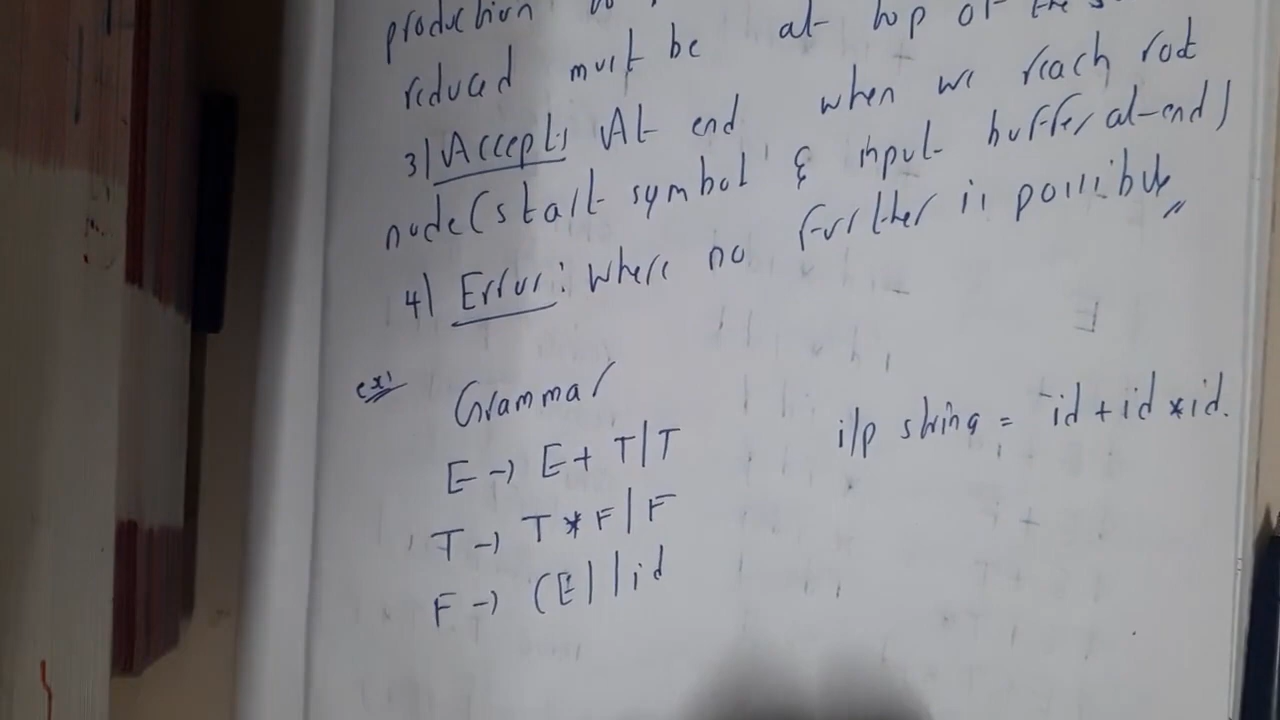 production
reduced must be at top of the
3) Accept: At end when we reach root
node (start symbol & input buffer at end)
4) Error: Where no further is possible
ex: Grammar
E → E + T | T i/p string = id + id * id.
T → T * F | F
F → (E) | id